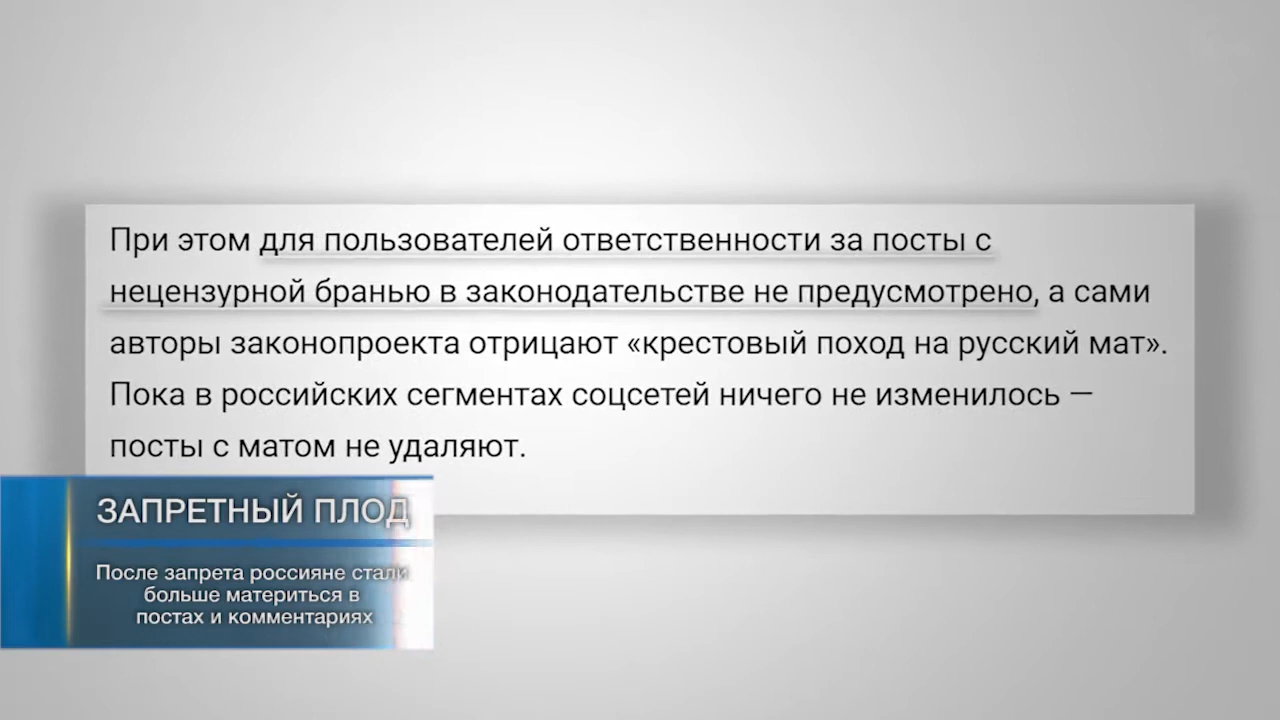 При этом для пользователей ответственности за посты с
нецензурной бранью в законодательстве не предусмотрено, а сами
авторы законопроекта отрицают «крестовый поход на русский мат».
Пока в российских сегментах соцсетей ничего не изменилось —
посты с матом не удаляют.
ЗАПРЕТНЫЙ ПЛОД
После запрета россияне стали
больше материться в
постах и комментариях